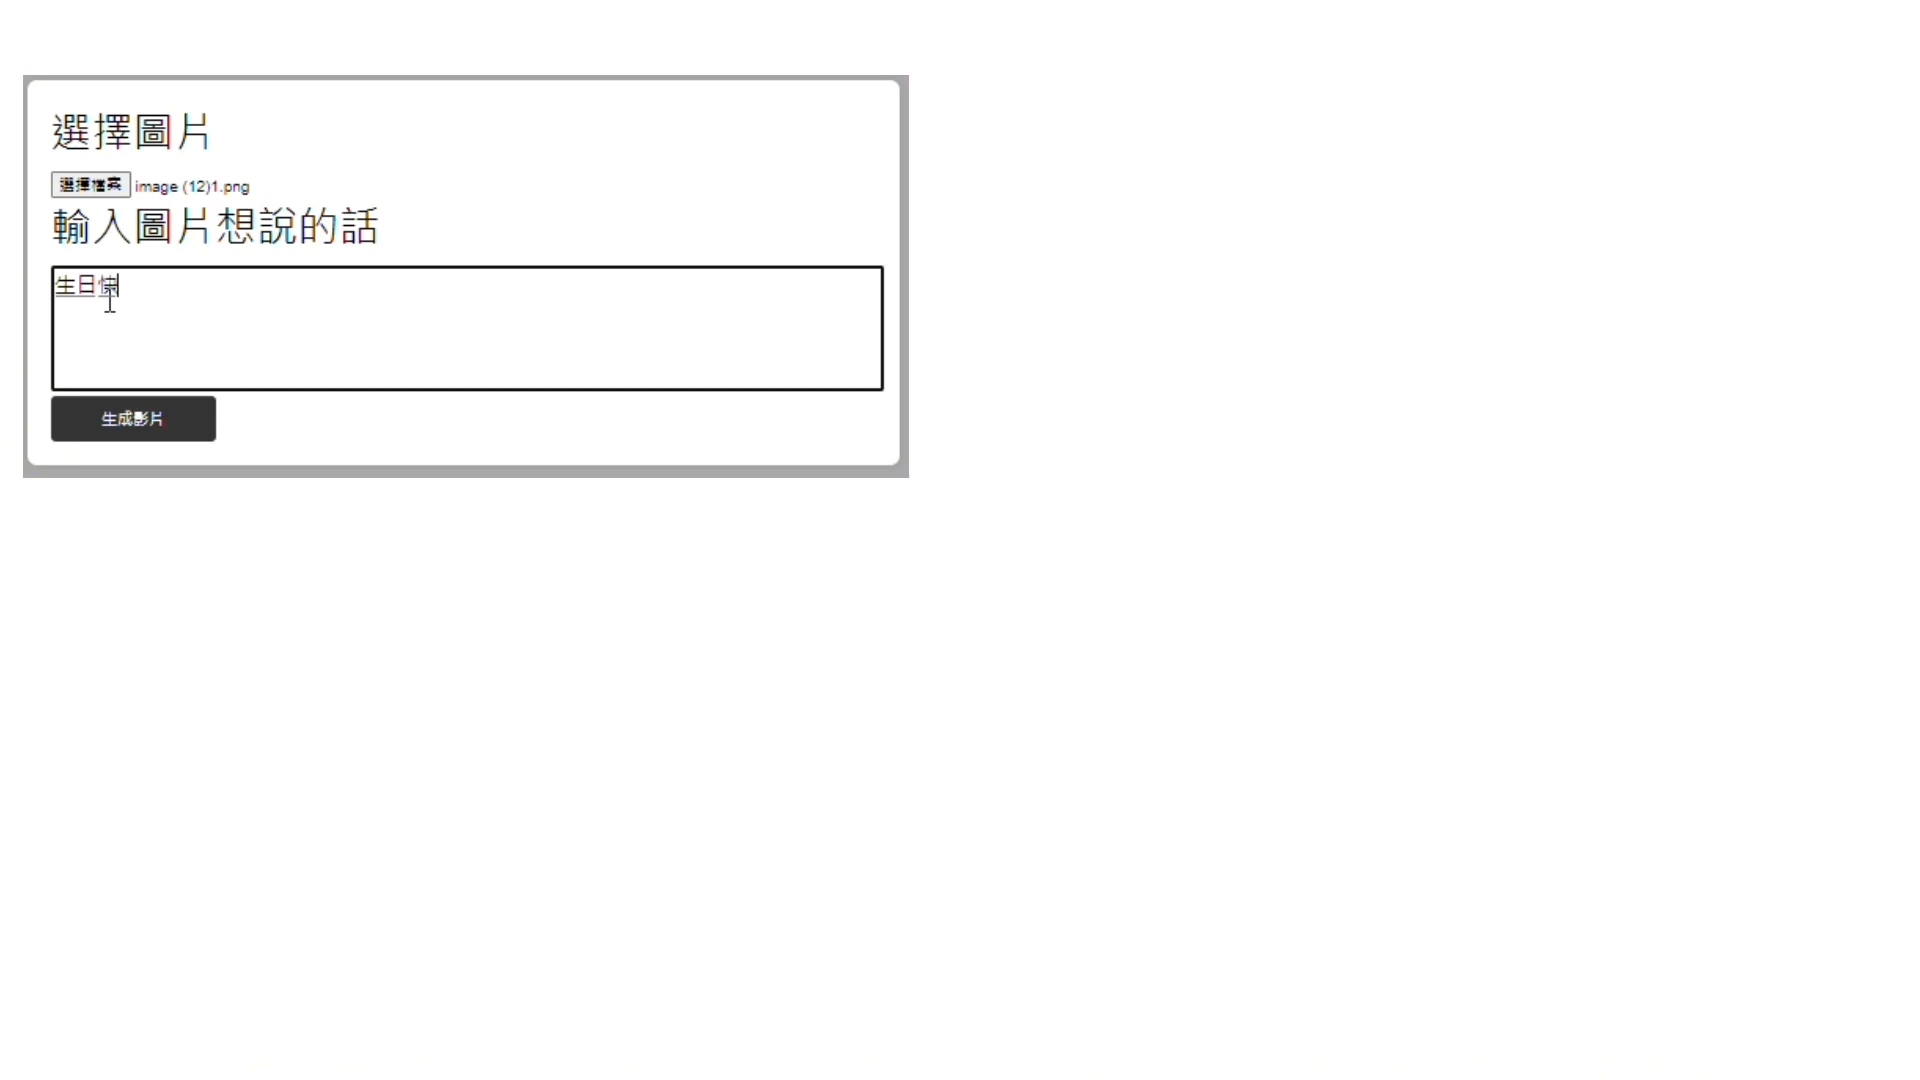 選擇圖片
選擇檔案 image (12)1.png
輸入圖片想說的話
生日快
生成影片